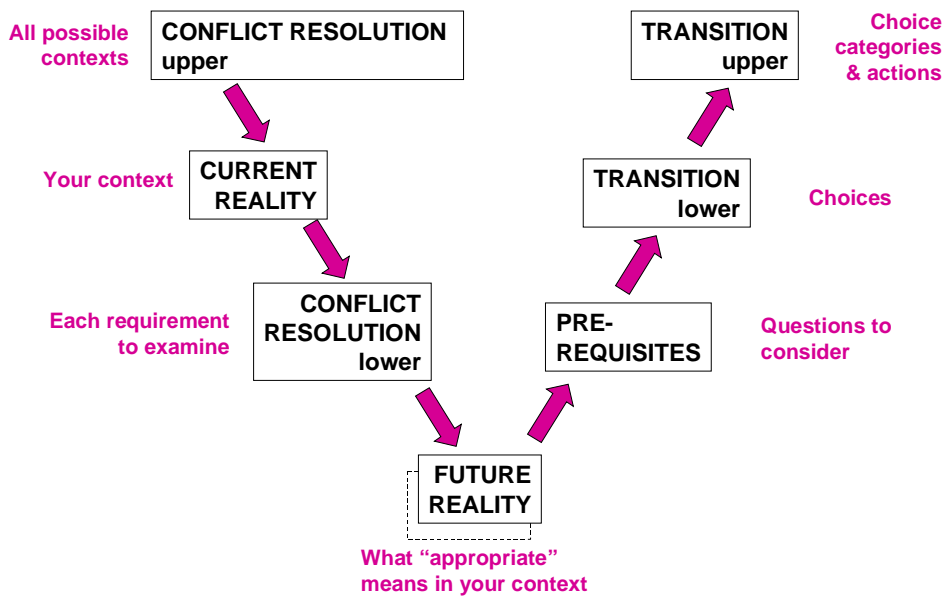 All possible
contexts
CONFLICT RESOLUTION
upper
TRANSITION
upper
Choice
categories
& actions
Your context
CURRENT
REALITY
TRANSITION
lower
Choices
Each requirement
to examine
CONFLICT
RESOLUTION
lower
PRE-
REQUISITES
Questions to
consider
FUTURE
REALITY
What “appropriate”
means in your context